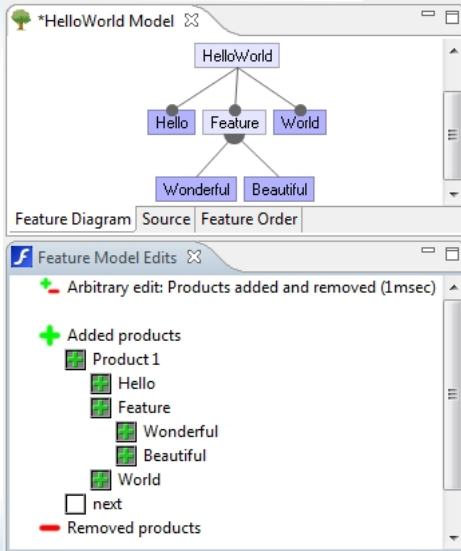 *HelloWorld Model
HelloWorld
Hello Feature World
Wonderful Beautiful
Feature Diagram Source Feature Order
Feature Model Edits
Arbitrary edit: Products added and removed (1msec)
Added products
Product 1
Hello
Feature
Wonderful
Beautiful
World
next
Removed products